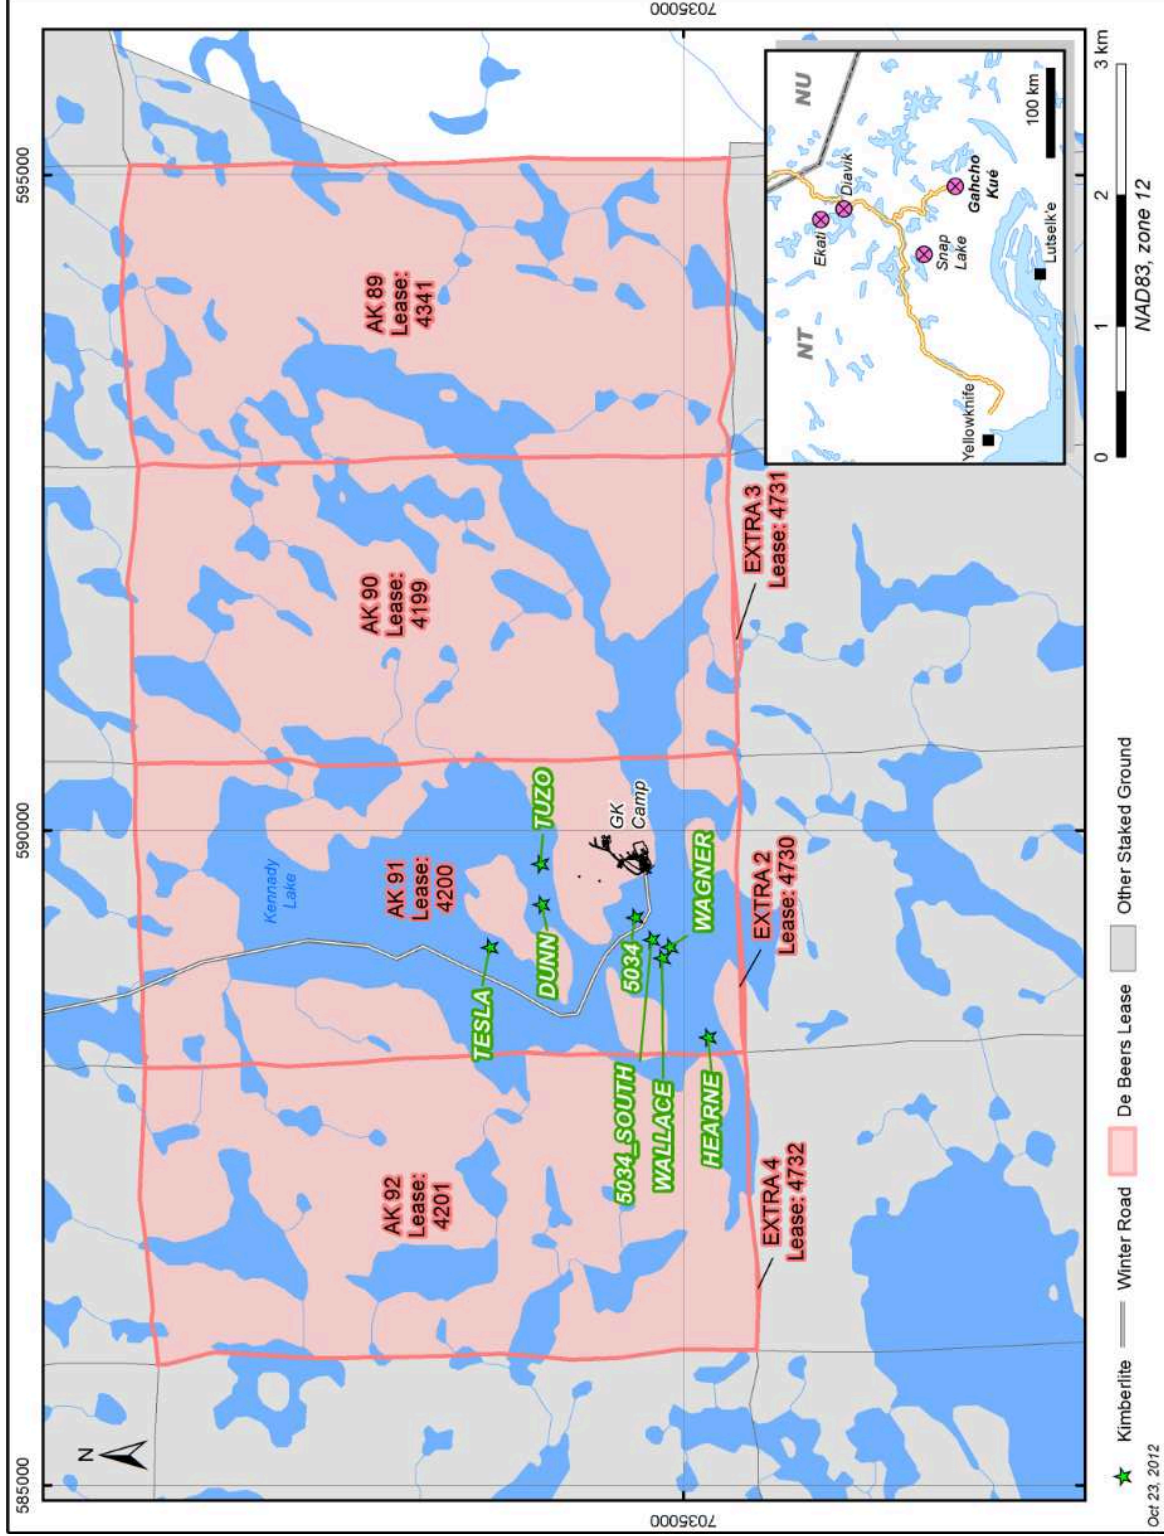 585000
590000
595000
7035000
7035000
N
Kennady
Lake
AK 92
Lease:
4201
AK 91
Lease:
4200
AK 90
Lease:
4199
AK 89
Lease:
4341
TESLA
DUNN
TUZO
GK
Camp
5034
5034_SOUTH
WALLACE
WAGNER
HEARNE
EXTRA 4
Lease: 4732
EXTRA 2
Lease: 4730
EXTRA 3
Lease: 4731
NT
NU
Ekati
Diavik
Snap
Lake
Gahcho
Kué
Yellowknife
Lutselk'e
100 km
Kimberlite
Winter Road
De Beers Lease
Other Staked Ground
0
1
2
3 km
NAD83, zone 12
Oct 23, 2012